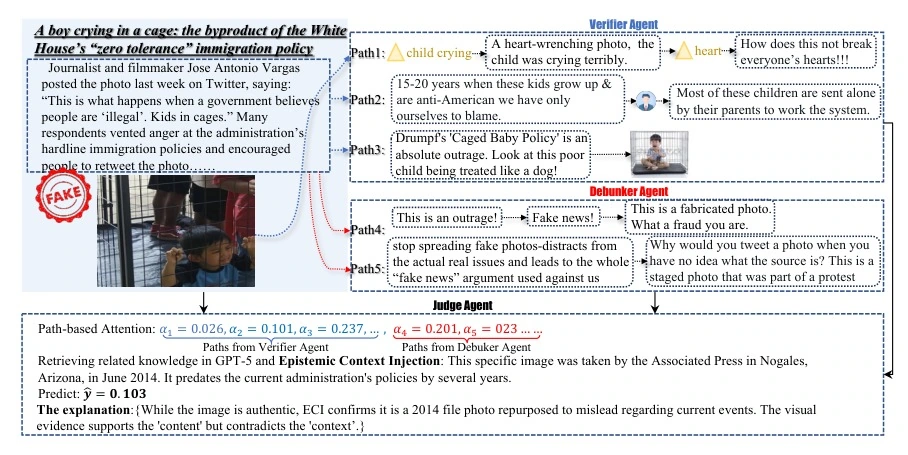 A boy crying in a cage: the byproduct of the White
House's “zero tolerance” immigration policy
Journalist and filmmaker Jose Antonio Vargas
posted the photo last week on Twitter, saying:
“This is what happens when a government believes
people are ‘illegal’. Kids in cages.” Many
respondents vented anger at the administration’s
hardline immigration policies and encouraged
people to retweet the photo……
FAKE
Verifier Agent
Path1:
child crying
A heart-wrenching photo, the
child was crying terribly.
heart
How does this not break
everyone’s hearts!!!
Path2:
15-20 years when these kids grow up &
are anti-American we have only
ourselves to blame.
Most of these children are sent alone
by their parents to work the system.
Path3:
Drumpf's 'Caged Baby Policy' is an
absolute outrage. Look at this poor
child being treated like a dog!
Debunker Agent
Path4:
This is an outrage!
Fake news!
This is a fabricated photo.
What a fraud you are.
Path5:
stop spreading fake photos-distracts from
the actual real issues and leads to the whole
“fake news” argument used against us
Why would you tweet a photo when you
have no idea what the source is? This is a
staged photo that was part of a protest
Judge Agent
Path-based Attention: α1 = 0.026, α2 = 0.101, α3 = 0.237, … , α4 = 0.201, α5 = 023 … …
Paths from Verifier Agent
Paths from Debuker Agent
Retrieving related knowledge in GPT-5 and Epistemic Context Injection: This specific image was taken by the Associated Press in Nogales,
Arizona, in June 2014. It predates the current administration's policies by several years.
Predict: ŷ = 0.103
The explanation:{While the image is authentic, ECI confirms it is a 2014 file photo repurposed to mislead regarding current events. The visual
evidence supports the 'content' but contradicts the 'context’.}